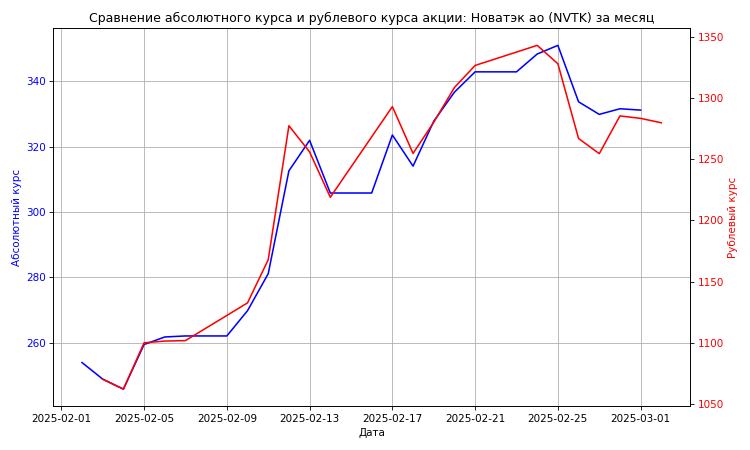 Сравнение абсолютного курса и рублевого курса акции: Новатэк ао (NVTK) за месяц
Абсолютный курс
340
320
300
280
260
1350
1300
1250
1200
1150
1100
1050
Рублевый курс
2025-02-01 2025-02-05 2025-02-09 2025-02-13 2025-02-17 2025-02-21 2025-02-25 2025-03-01
Дата